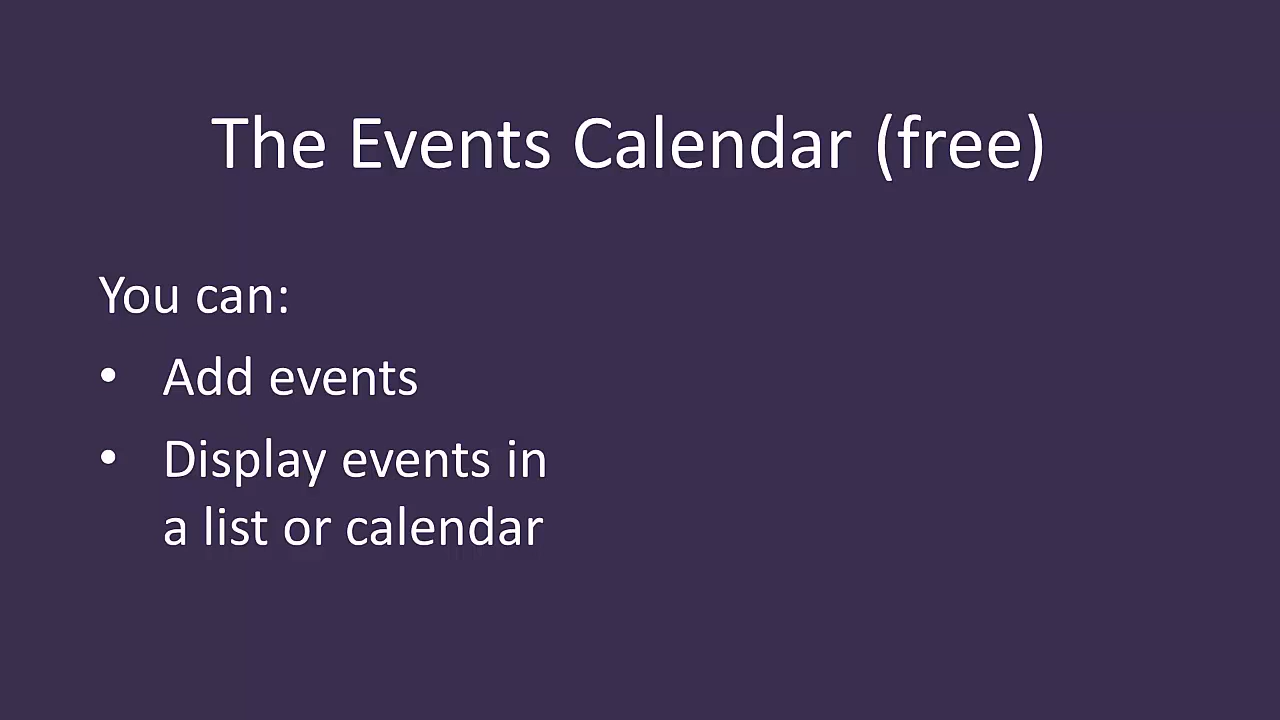 The Events Calendar (free)
You can:
• Add events
• Display events in
a list or calendar